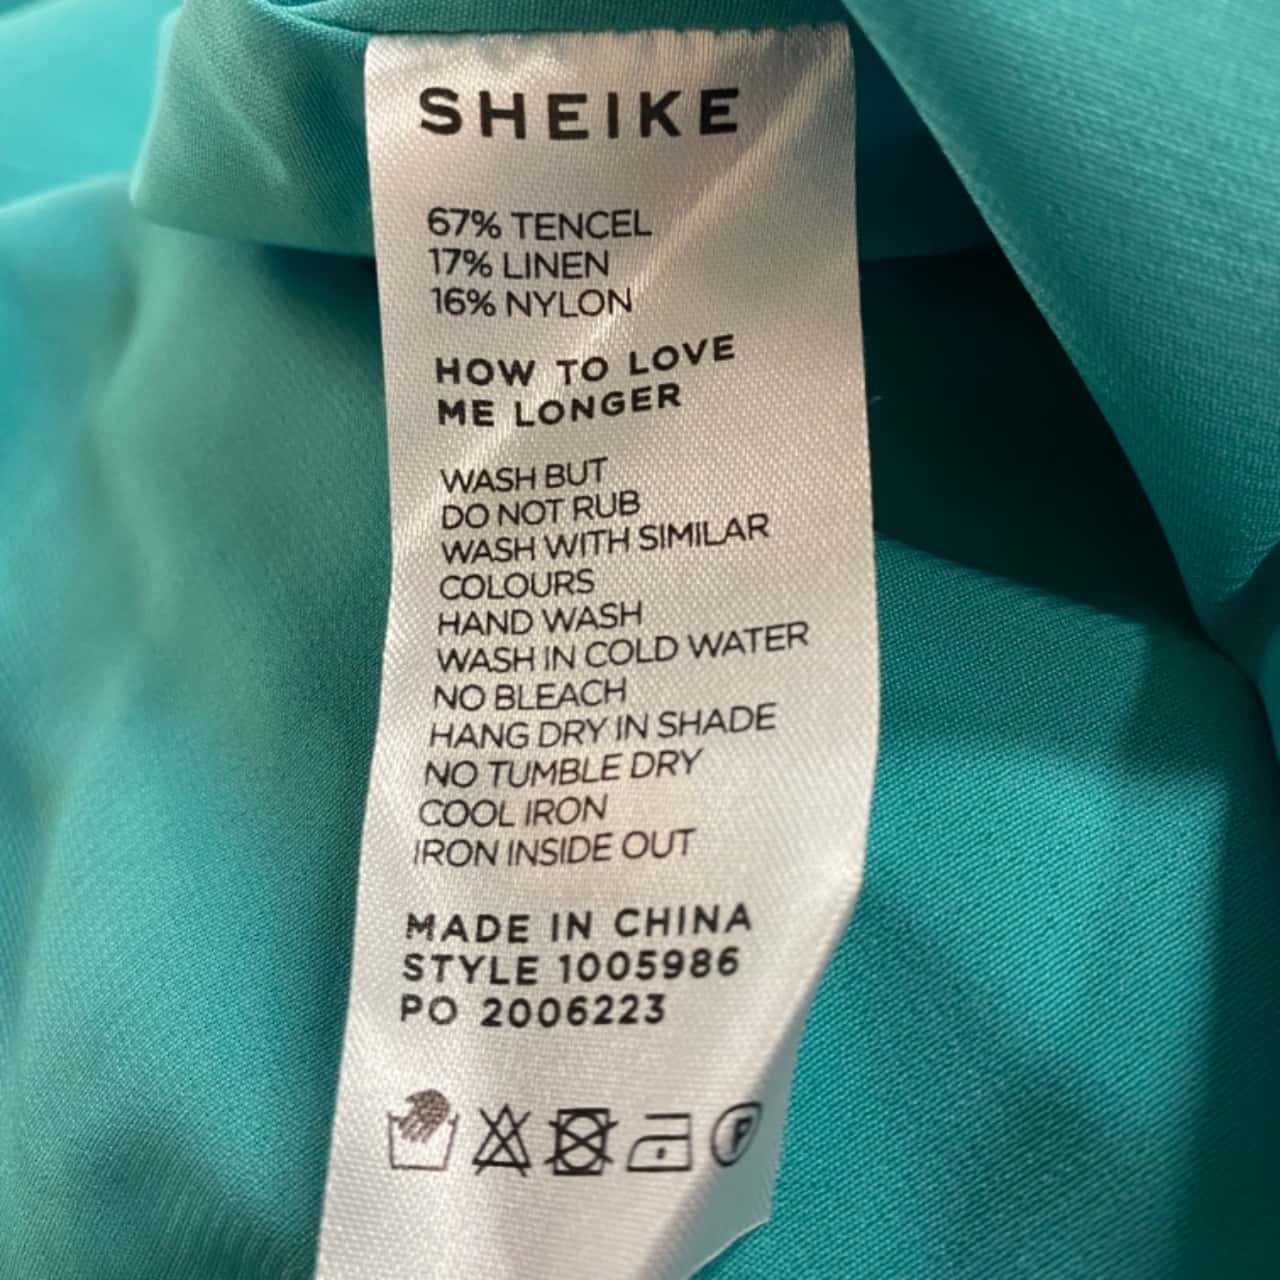 SHEIKE
67% TENCEL
17% LINEN
16% NYLON
HOW TO LOVE
ME LONGER
WASH BUT
DO NOT RUB
WASH WITH SIMILAR
COLOURS
HAND WASH
WASH IN COLD WATER
NO BLEACH
HANG DRY IN SHADE
NO TUMBLE DRY
COOL IRON
IRON INSIDE OUT
MADE IN CHINA
STYLE 1005986
PO 2006223
F